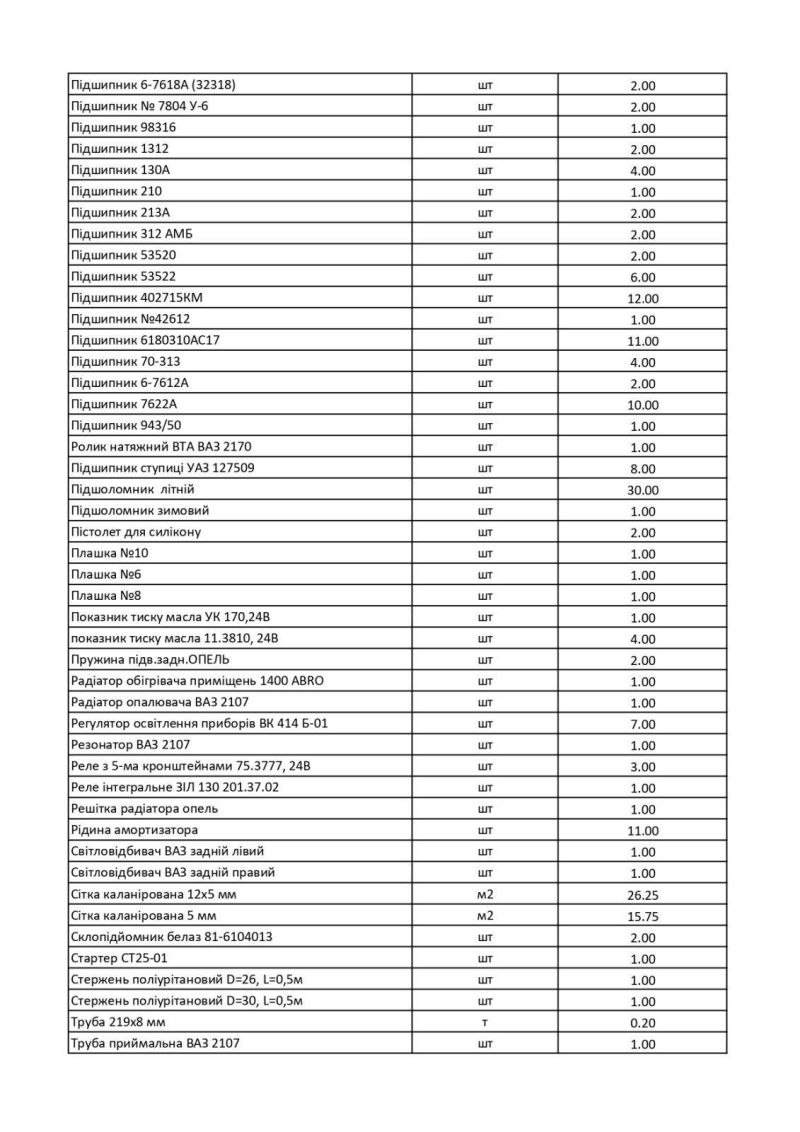 Підшипник 6-7618А (32318) шт 2.00
Підшипник № 7804 У-6 шт 2.00
Підшипник 98316 шт 1.00
Підшипник 1312 шт 2.00
Підшипник 130А шт 4.00
Підшипник 210 шт 1.00
Підшипник 213А шт 2.00
Підшипник 312 АМБ шт 2.00
Підшипник 53520 шт 2.00
Підшипник 53522 шт 6.00
Підшипник 402715КМ шт 12.00
Підшипник №42612 шт 1.00
Підшипник 6180310АС17 шт 11.00
Підшипник 70-313 шт 4.00
Підшипник 6-7612А шт 2.00
Підшипник 7622А шт 10.00
Підшипник 943/50 шт 1.00
Ролик натяжний ВТА ВАЗ 2170 шт 1.00
Підшипник ступиці УАЗ 127509 шт 8.00
Підшоломник літній шт 30.00
Підшоломник зимовий шт 1.00
Пістолет для силікону шт 2.00
Плашка №10 шт 1.00
Плашка №6 шт 1.00
Плашка №8 шт 1.00
Показник тиску масла УК 170,24В шт 1.00
показник тиску масла 11.3810, 24В шт 4.00
Пружина підв.задн.ОПЕЛЬ шт 2.00
Радіатор обігрівача приміщень 1400 ABRO шт 1.00
Радіатор опалювача ВАЗ 2107 шт 1.00
Регулятор освітлення приборів ВК 414 Б-01 шт 7.00
Резонатор ВАЗ 2107 шт 1.00
Реле з 5-ма кронштейнами 75.3777, 24В шт 3.00
Реле інтегральне ЗІЛ 130 201.37.02 шт 1.00
Решітка радіатора опель шт 1.00
Рідина амортизатора шт 11.00
Світловідбивач ВАЗ задній лівий шт 1.00
Світловідбивач ВАЗ задній правий шт 1.00
Сітка каланірована 12х5 мм м2 26.25
Сітка каланірована 5 мм м2 15.75
Склопідйомник белаз 81-6104013 шт 2.00
Стартер СТ25-01 шт 1.00
Стержень поліурітановий D=26, L=0,5м шт 1.00
Стержень поліурітановий D=30, L=0,5м шт 1.00
Труба 219х8 мм т 0.20
Труба приймальна ВАЗ 2107 шт 1.00